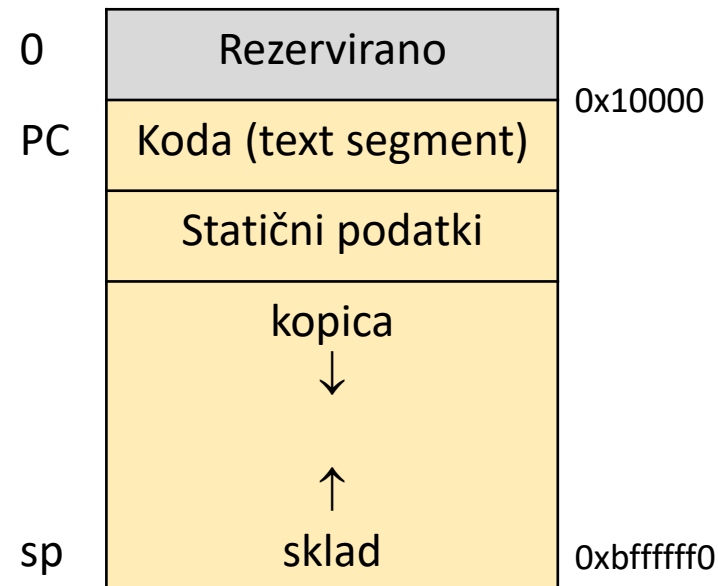 0
Rezervirano
0x10000
PC
Koda (text segment)
Statični podatki
kopica
↓
↑
sp
sklad
0xbffffff0